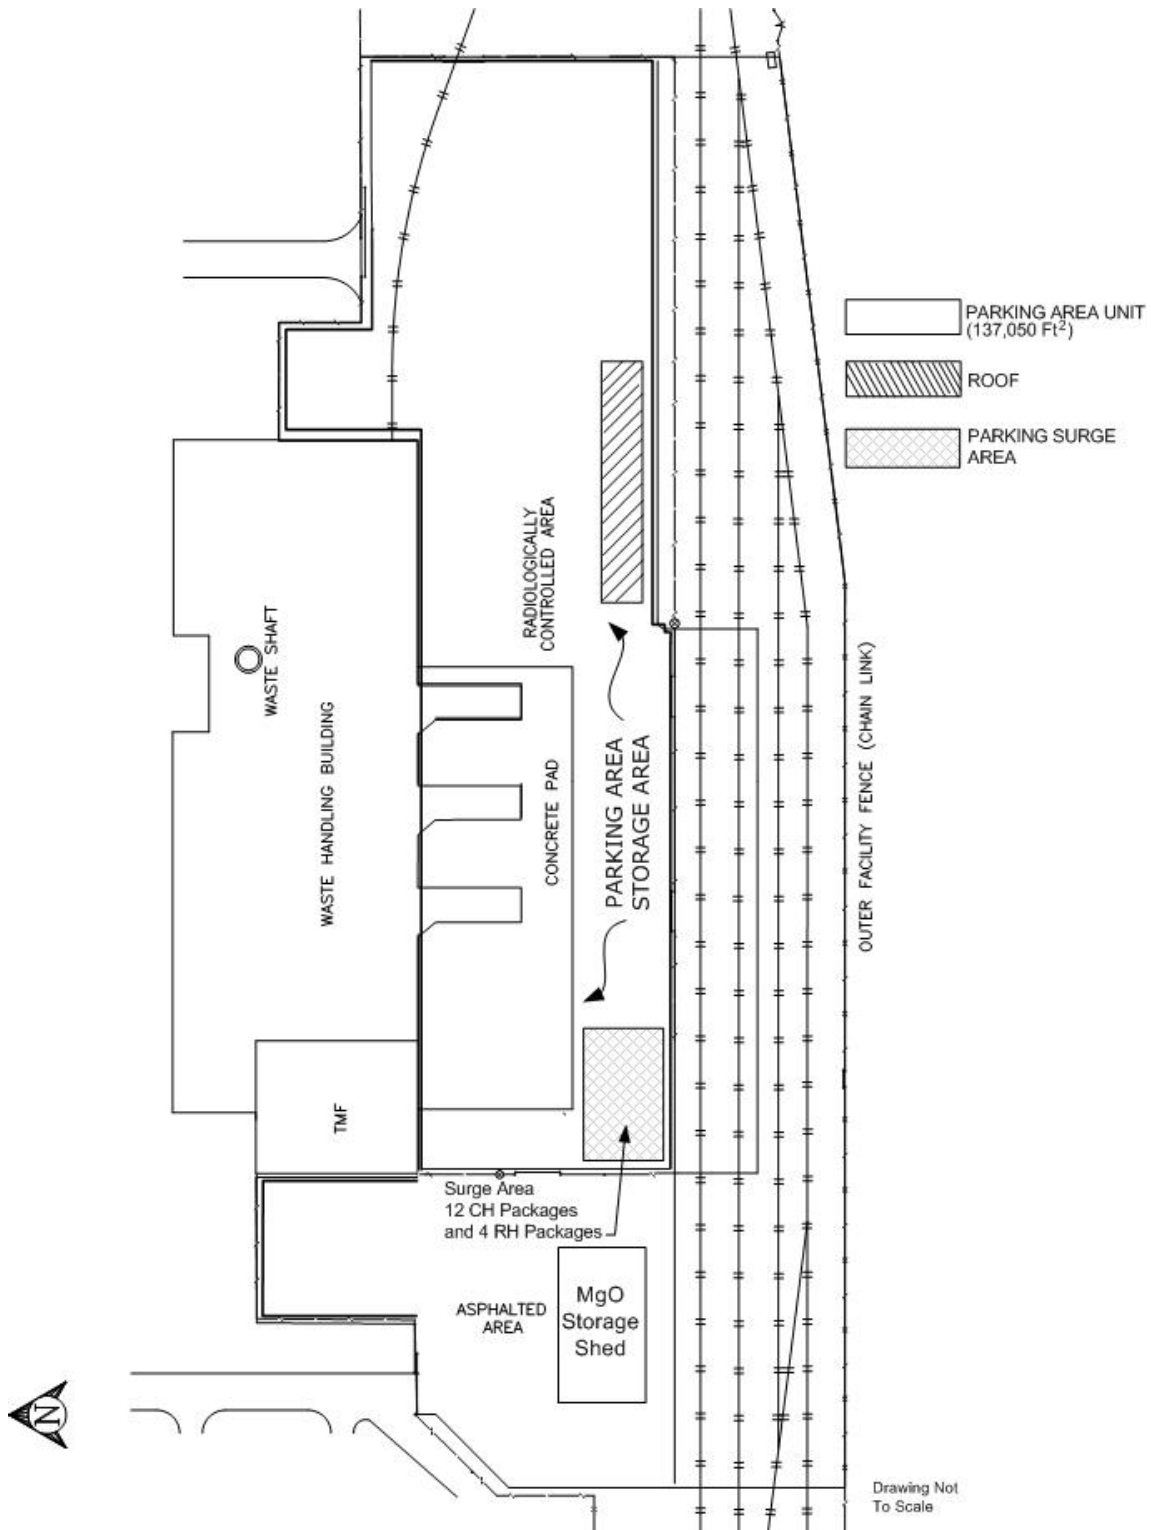 PARKING AREA UNIT
(137,050 Ft²)
ROOF
PARKING SURGE
AREA
RADIOLOGICALLY
CONTROLLED AREA
WASTE SHAFT
WASTE HANDLING BUILDING
CONCRETE PAD
PARKING AREA
STORAGE AREA
OUTER FACILITY FENCE (CHAIN LINK)
TMF
Surge Area
12 CH Packages
and 4 RH Packages
ASPHALTED
AREA
MgO
Storage
Shed
N
Drawing Not
To Scale